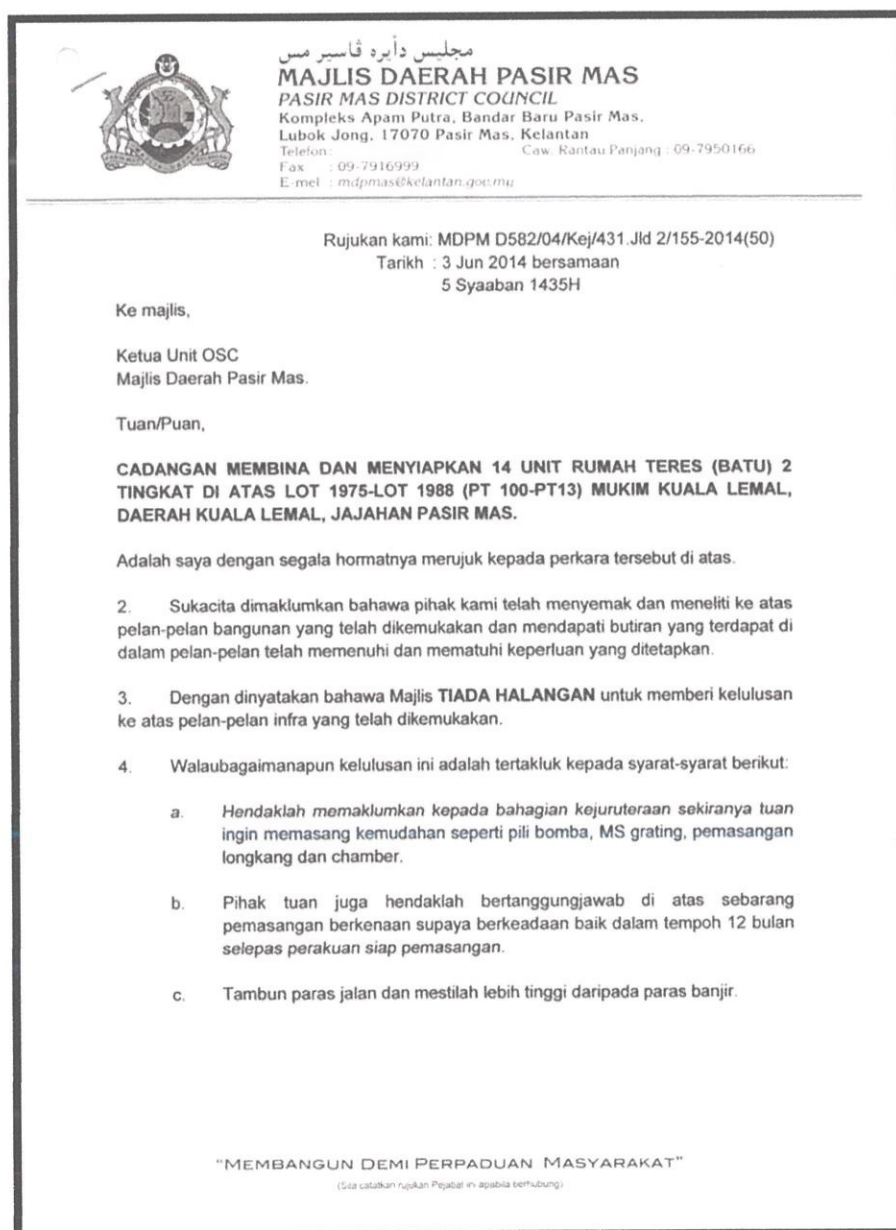 مجليس دأيره ڤاسير مس
MAJLIS DAERAH PASIR MAS
PASIR MAS DISTRICT COUNCIL
Kompleks Apam Putra, Bandar Baru Pasir Mas,
Lubok Jong, 17070 Pasir Mas, Kelantan
Telefon : Caw. Rantau Panjang : 09-7950166
Fax : 09-7916999
E-mel : mdpmas@kelantan.gov.my
Rujukan kami: MDPM D582/04/Kej/431.Jld 2/155-2014(50)
Tarikh : 3 Jun 2014 bersamaan
5 Syaaban 1435H
Ke majlis,
Ketua Unit OSC
Majlis Daerah Pasir Mas.
Tuan/Puan,
CADANGAN MEMBINA DAN MENYIAPKAN 14 UNIT RUMAH TERES (BATU) 2
TINGKAT DI ATAS LOT 1975-LOT 1988 (PT 100-PT13) MUKIM KUALA LEMAL,
DAERAH KUALA LEMAL, JAJAHAN PASIR MAS.
Adalah saya dengan segala hormatnya merujuk kepada perkara tersebut di atas.
2. Sukacita dimaklumkan bahawa pihak kami telah menyemak dan meneliti ke atas
pelan-pelan bangunan yang telah dikemukakan dan mendapati butiran yang terdapat di
dalam pelan-pelan telah memenuhi dan mematuhi keperluan yang ditetapkan.
3. Dengan dinyatakan bahawa Majlis TIADA HALANGAN untuk memberi kelulusan
ke atas pelan-pelan infra yang telah dikemukakan.
4. Walaubagaimanapun kelulusan ini adalah tertakluk kepada syarat-syarat berikut:
a. Hendaklah memaklumkan kepada bahagian kejuruteraan sekiranya tuan
ingin memasang kemudahan seperti pili bomba, MS grating, pemasangan
longkang dan chamber.
b. Pihak tuan juga hendaklah bertanggungjawab di atas sebarang
pemasangan berkenaan supaya berkeadaan baik dalam tempoh 12 bulan
selepas perakuan siap pemasangan.
c. Tambun paras jalan dan mestilah lebih tinggi daripada paras banjir.
"MEMBANGUN DEMI PERPADUAN MASYARAKAT"
(Sila catatkan rujukan Pejabat ini apabila berhubung)